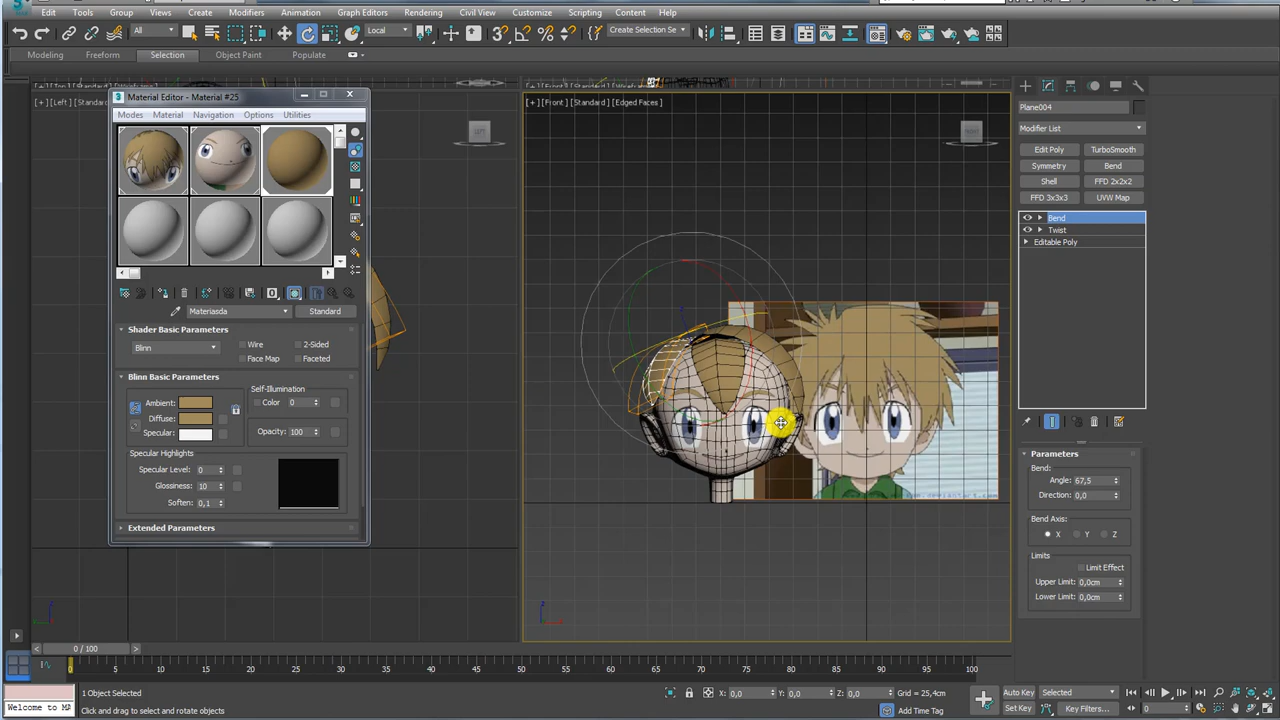 Edit Tools Group Views Create Modifiers Animation Graph Editors Rendering Civil View Customize Scripting Content Help
All Local Create Selection Se
Modeling Freeform Selection Object Paint Populate
Material Editor - Material #25
[+] [Left] [Standard
[+] [Front] [Standard] [Edged Faces]
LEFT
Plane004
Modes Material Navigation Options Utilities
Modifier List
Edit Poly TurboSmooth
Symmetry Bend
Shell FFD 2x2x2
FFD 3x3x3 UVW Map
Bend
Twist
Editable Poly
Materiasda Standard
Shader Basic Parameters
Blinn Wire 2-Sided
Face Map Faceted
Blinn Basic Parameters
Self-Illumination
Ambient: Color 0
Diffuse:
Specular: Opacity: 100
Specular Highlights
Specular Level: 0
Glossiness: 10
Soften: 0,1
Extended Parameters
Parameters
Bend:
Angle: 67,5
Direction: 0,0
Bend Axis:
X Y Z
Limits
Limit Effect
Upper Limit: 0,0cm
Lower Limit: 0,0cm
0 / 100
0 5 10 15 20 25 30 35 40 45 50 55 60 65 70 75 80 85 90 95 100
1 Object Selected X: 0,0 Y: 0,0 Z: 0,0 Grid = 25,4cm Auto Key Selected
Welcome to MA Click and drag to select and rotate objects Add Time Tag Set Key Key Filters... 0